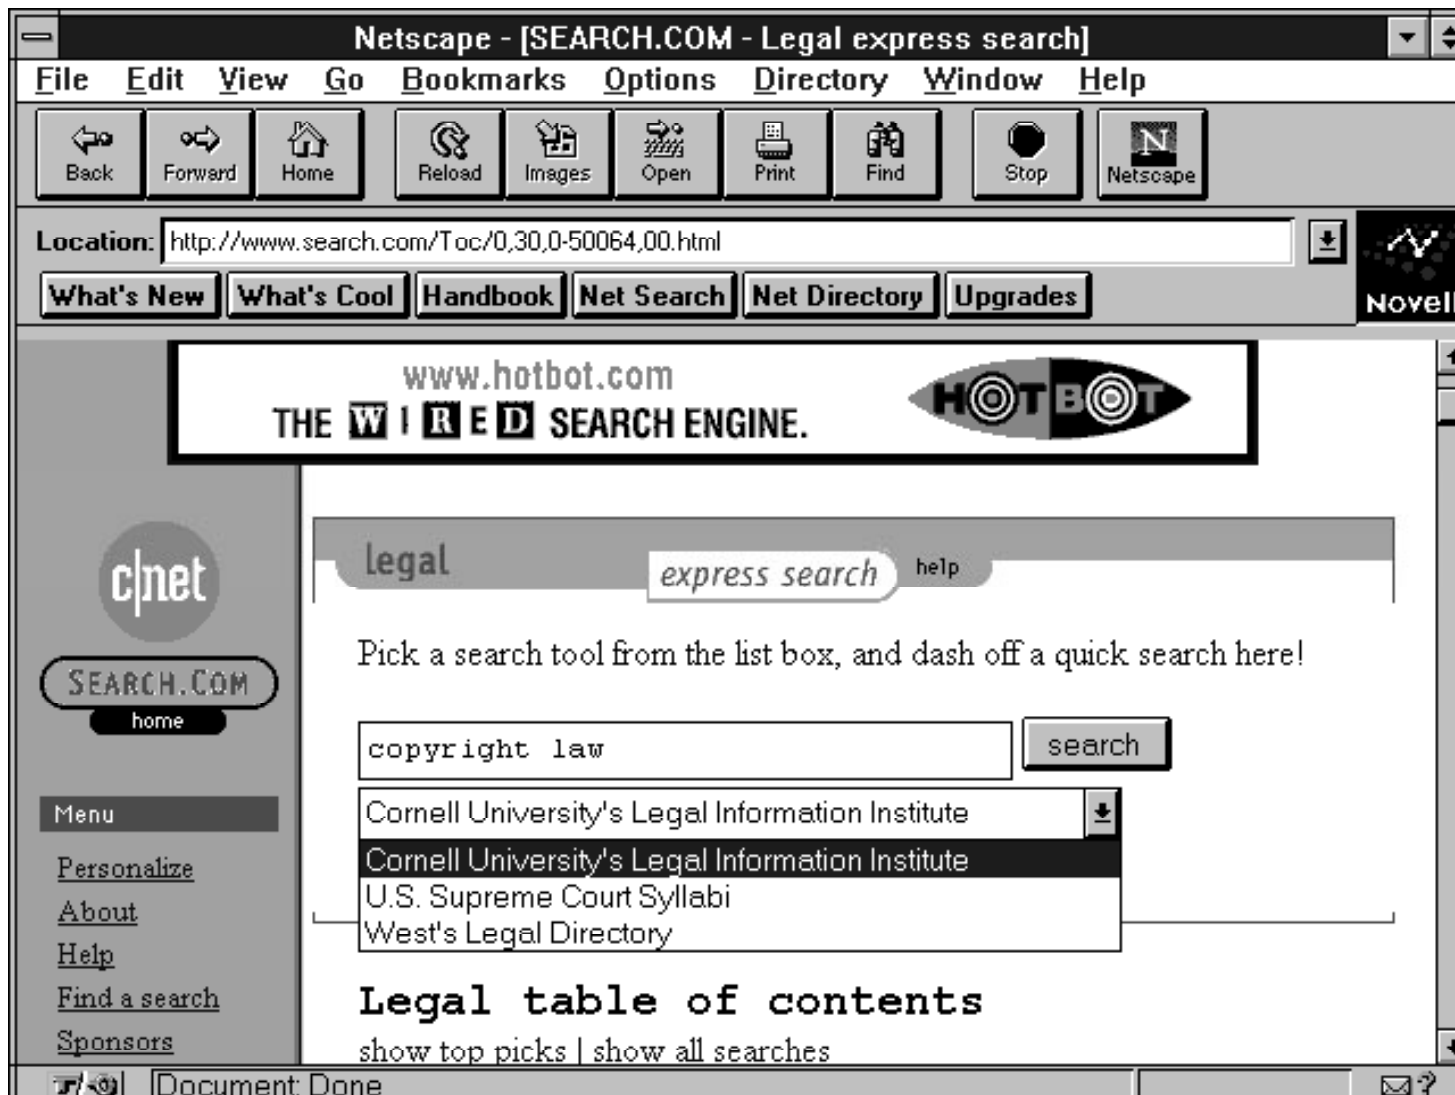 Netscape - [SEARCH.COM - Legal express search]
File Edit View Go Bookmarks Options Directory Window Help
Back Forward Home Reload Images Open Print Find Stop Netscape
N
Location: http://www.search.com/Toc/0,30,0-50064,00.html
What's New What's Cool Handbook Net Search Net Directory Upgrades
Novell
www.hotbot.com
THE WIRED SEARCH ENGINE.
HOTBOT
c|net
SEARCH.COM
home
Menu
Personalize
About
Help
Find a search
Sponsors
legal express search help
Pick a search tool from the list box, and dash off a quick search here!
copyright law search
Cornell University's Legal Information Institute
Cornell University's Legal Information Institute
U.S. Supreme Court Syllabi
West's Legal Directory
Legal table of contents
show top picks | show all searches
Document: Done
?